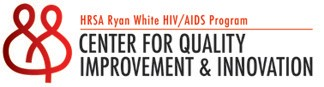 HRSA Ryan White HIV/AIDS Program
CENTER FOR QUALITY
IMPROVEMENT & INNOVATION